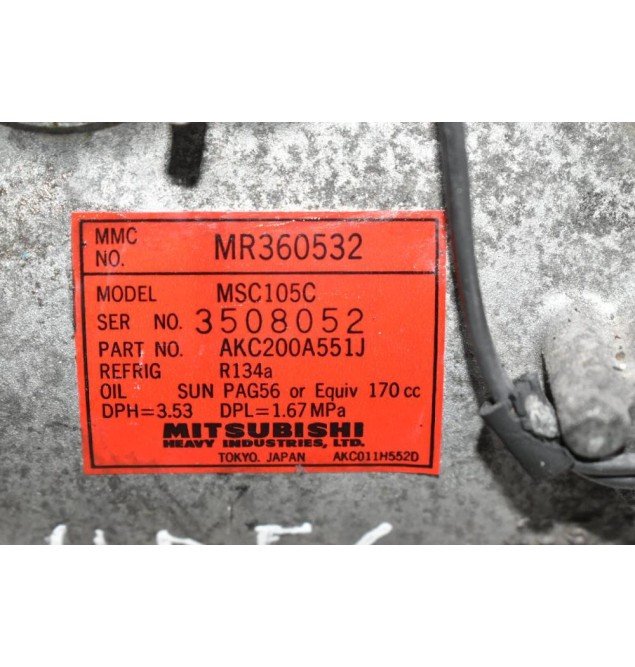 MMC NO. MR360532
MODEL MSC105C
SER NO. 3508052
PART NO. AKC200A551J
REFRIG R134a
OIL SUN PAG56 or Equiv 170 cc
DPH=3.53 DPL=1.67 MPa
MITSUBISHI
HEAVY INDUSTRIES, LTD.
TOKYO. JAPAN AKC011H552D